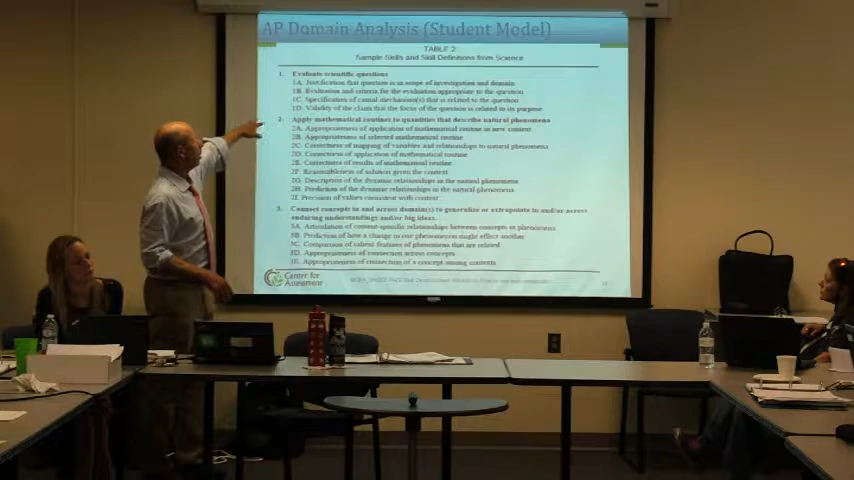 AP Domain Analysis (Student Model)
TABLE 2
Sample Skills and Skill Definitions from Science
1. Evaluate scientific questions
1A. Justification that question is in scope of investigation and domain
1B. Evaluation and criteria for the evaluation appropriate to the question
1C. Specification of causal mechanism(s) that is related to the question
1D. Validity of the claim that the focus of the question is related to its purpose
2. Apply mathematical routines to quantities that describe natural phenomena
2A. Appropriateness of application of mathematical routine in new context
2B. Appropriateness of selected mathematical routine
2C. Correctness of mapping of variables and relationships to natural phenomena
2D. Correctness of application of mathematical routine
2E. Correctness of results of mathematical routine
2F. Reasonableness of solution given the context
2G. Description of the dynamic relationships in the natural phenomena
2H. Prediction of the dynamic relationships in the natural phenomena
2I. Precision of values consistent with context
3. Connect concepts in and across domain(s) to generalize or extrapolate in and/or across
enduring understandings and/or big ideas
3A. Articulation of content-specific relationships between concepts or phenomena
3B. Prediction of how a change in one phenomenon might effect another
3C. Comparison of salient features of phenomena that are related
3D. Appropriateness of connection across concepts
3E. Appropriateness of connection of a concept among contexts
Center for
Assessment